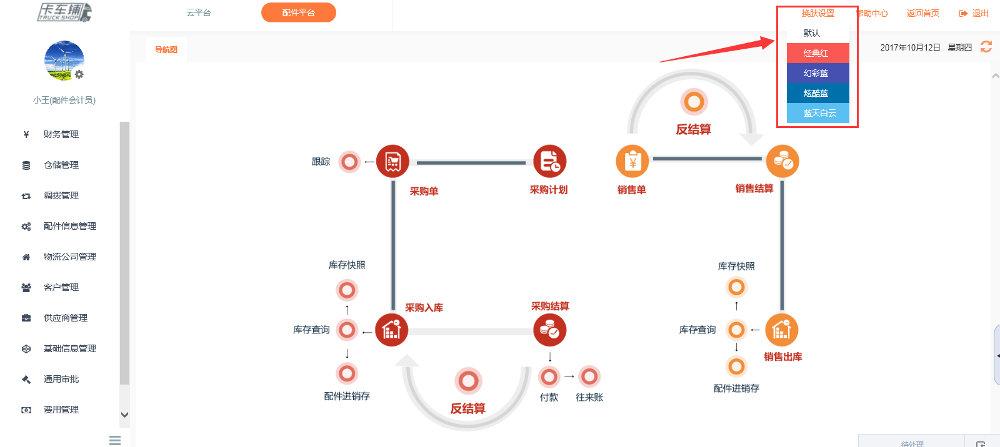 卡车铺
TRUCK SHOP
云平台
配件平台
换肤设置
帮助中心
返回首页
退出
默认
经典红
幻彩蓝
炫酷蓝
蓝天白云
导航图
2017年10月12日 星期四
小王(配件会计员)
财务管理
仓储管理
调拨管理
配件信息管理
物流公司管理
客户管理
供应商管理
基础信息管理
通用审批
费用管理
反结算
跟踪
采购单
采购计划
销售单
销售结算
库存快照
采购入库
采购结算
库存查询
配件进销存
反结算
付款
往来账
库存快照
库存查询
销售出库
配件进销存
待处理